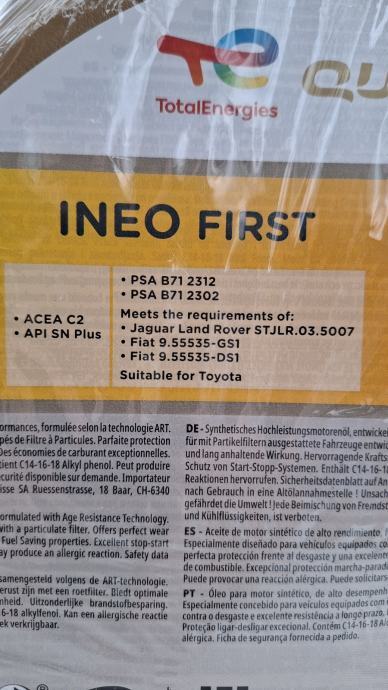 TotalEnergies
QU
INEO FIRST
• ACEA C2
• API SN Plus
• PSA B71 2312
• PSA B71 2302
Meets the requirements of:
• Jaguar Land Rover STJLR.03.5007
• Fiat 9.55535-GS1
• Fiat 9.55535-DS1
Suitable for Toyota
ormances, formulée selon la technologie ART.
pés de Filtre à Particules. Parfaite protection
Des économies de carburant exceptionnelles.
tient C14-16-18 Alkyl phenol. Peut produire
curité disponible sur demande. Importateur
isse SA Ruessenstrasse, 18 Baar, CH-6340
ormulated with Age Resistance Technology.
with a particulate filter. Offers perfect wear
Fuel Saving properties. Excellent stop-start
ay produce an allergic reaction. Safety data
samengesteld volgens de ART-technologie.
erust zijn met een roetfilter. Biedt optimale
nheid. Uitzonderlijke brandstofbesparing.
6-18 alkylfenol. Kan een allergische reactie
ek verkrijgbaar.
DE - Synthetisches Hochleistungsmotorenöl, entwickel
für mit Partikelfiltern ausgestattete Fahrzeuge entwic
und lang anhaltende Wirkung. Hervorragende Krafts
Schutz von Start-Stopp-Systemen. Enthält C14-16-1
Reaktionen hervorrufen. Sicherheitsdatenblatt auf An
nach Gebrauch in eine Altölannahmestelle ! Unsach
gefährdet die Umwelt ! Jede Beimischung von Fremdst
und Kühlflüssigkeiten, ist verboten.
ES - Aceite de motor sintético de alto rendimiento, f
Especialmente diseñado para vehículos equipados co
perfecta protección frente al desgaste y una excelent
de combustible. Excepcional protección marcha-parad
Puede provocar una reacción alérgica. Puede solicitars
PT - Óleo para motor sintético, de alto desempenh
Especialmente concebido para veículos equipados com
contra o desgaste e excelente resistência a longo prazo.
Proteção ligar-desligar excecional. Contém C14-16-18 Al
alérgica. Ficha de segurança fornecida a pedido.